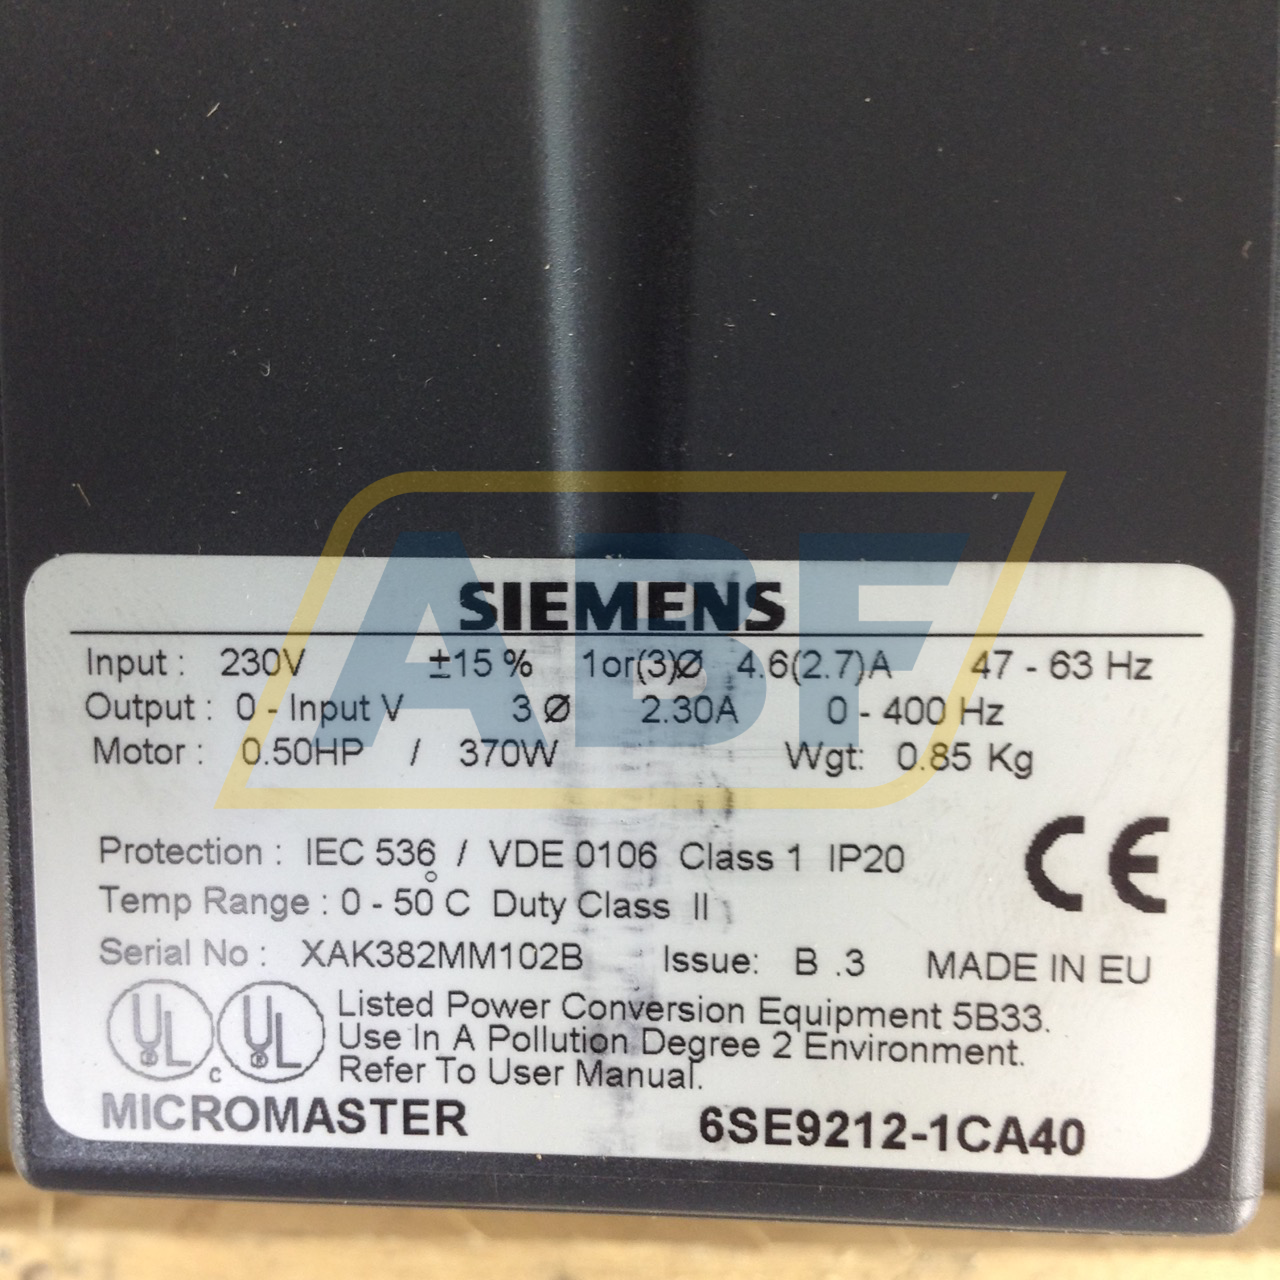 SIEMENS
Input : 230V ±15 % 1or(3)Ø 4.6(2.7)A 47 - 63 Hz
Output : 0 - Input V 3 Ø 2.30A 0 - 400 Hz
Motor : 0.50HP / 370W Wgt: 0.85 Kg
ABF
Protection : IEC 536 / VDE 0106 Class 1 IP20
Temp Range : 0 - 50°C Duty Class II
Serial No : XAK382MM102B Issue: B .3 MADE IN EU
CE
UL ® c UL ® Listed Power Conversion Equipment 5B33.
Use In A Pollution Degree 2 Environment.
Refer To User Manual.
MICROMASTER 6SE9212-1CA40